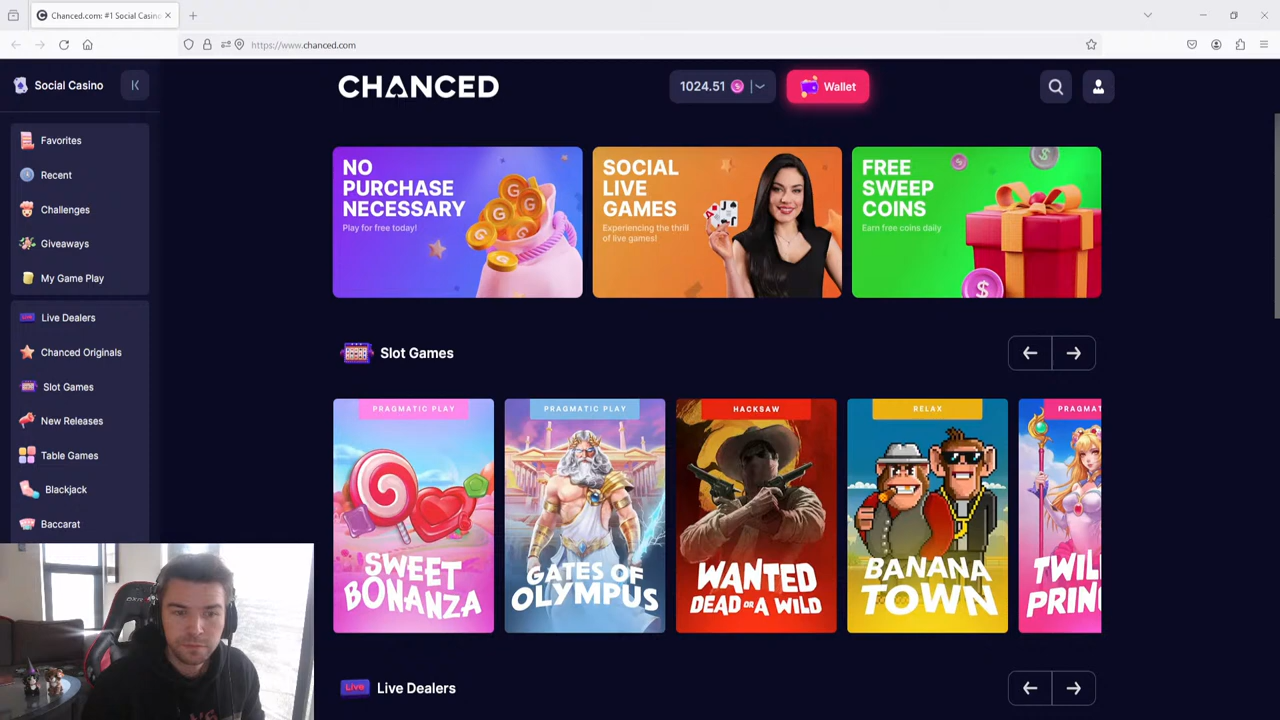 Chanced.com: #1 Social Casino
https://www.chanced.com
Social Casino
CHANCED
1024.51
Wallet
Favorites
Recent
Challenges
Giveaways
My Game Play
Live Dealers
Chanced Originals
Slot Games
New Releases
Table Games
Blackjack
Baccarat
NO
PURCHASE
NECESSARY
Play for free today!
SOCIAL
LIVE
GAMES
Experiencing the thrill
of live games!
FREE
SWEEP
COINS
Earn free coins daily
Slot Games
PRAGMATIC PLAY
SWEET
BONANZA
PRAGMATIC PLAY
GATES OF
OLYMPUS
HACKSAW
WANTED
DEAD OR A WILD
RELAX
BANANA
TOWN
PRAGMAT
TWIL
PRIN
Live
Live Dealers